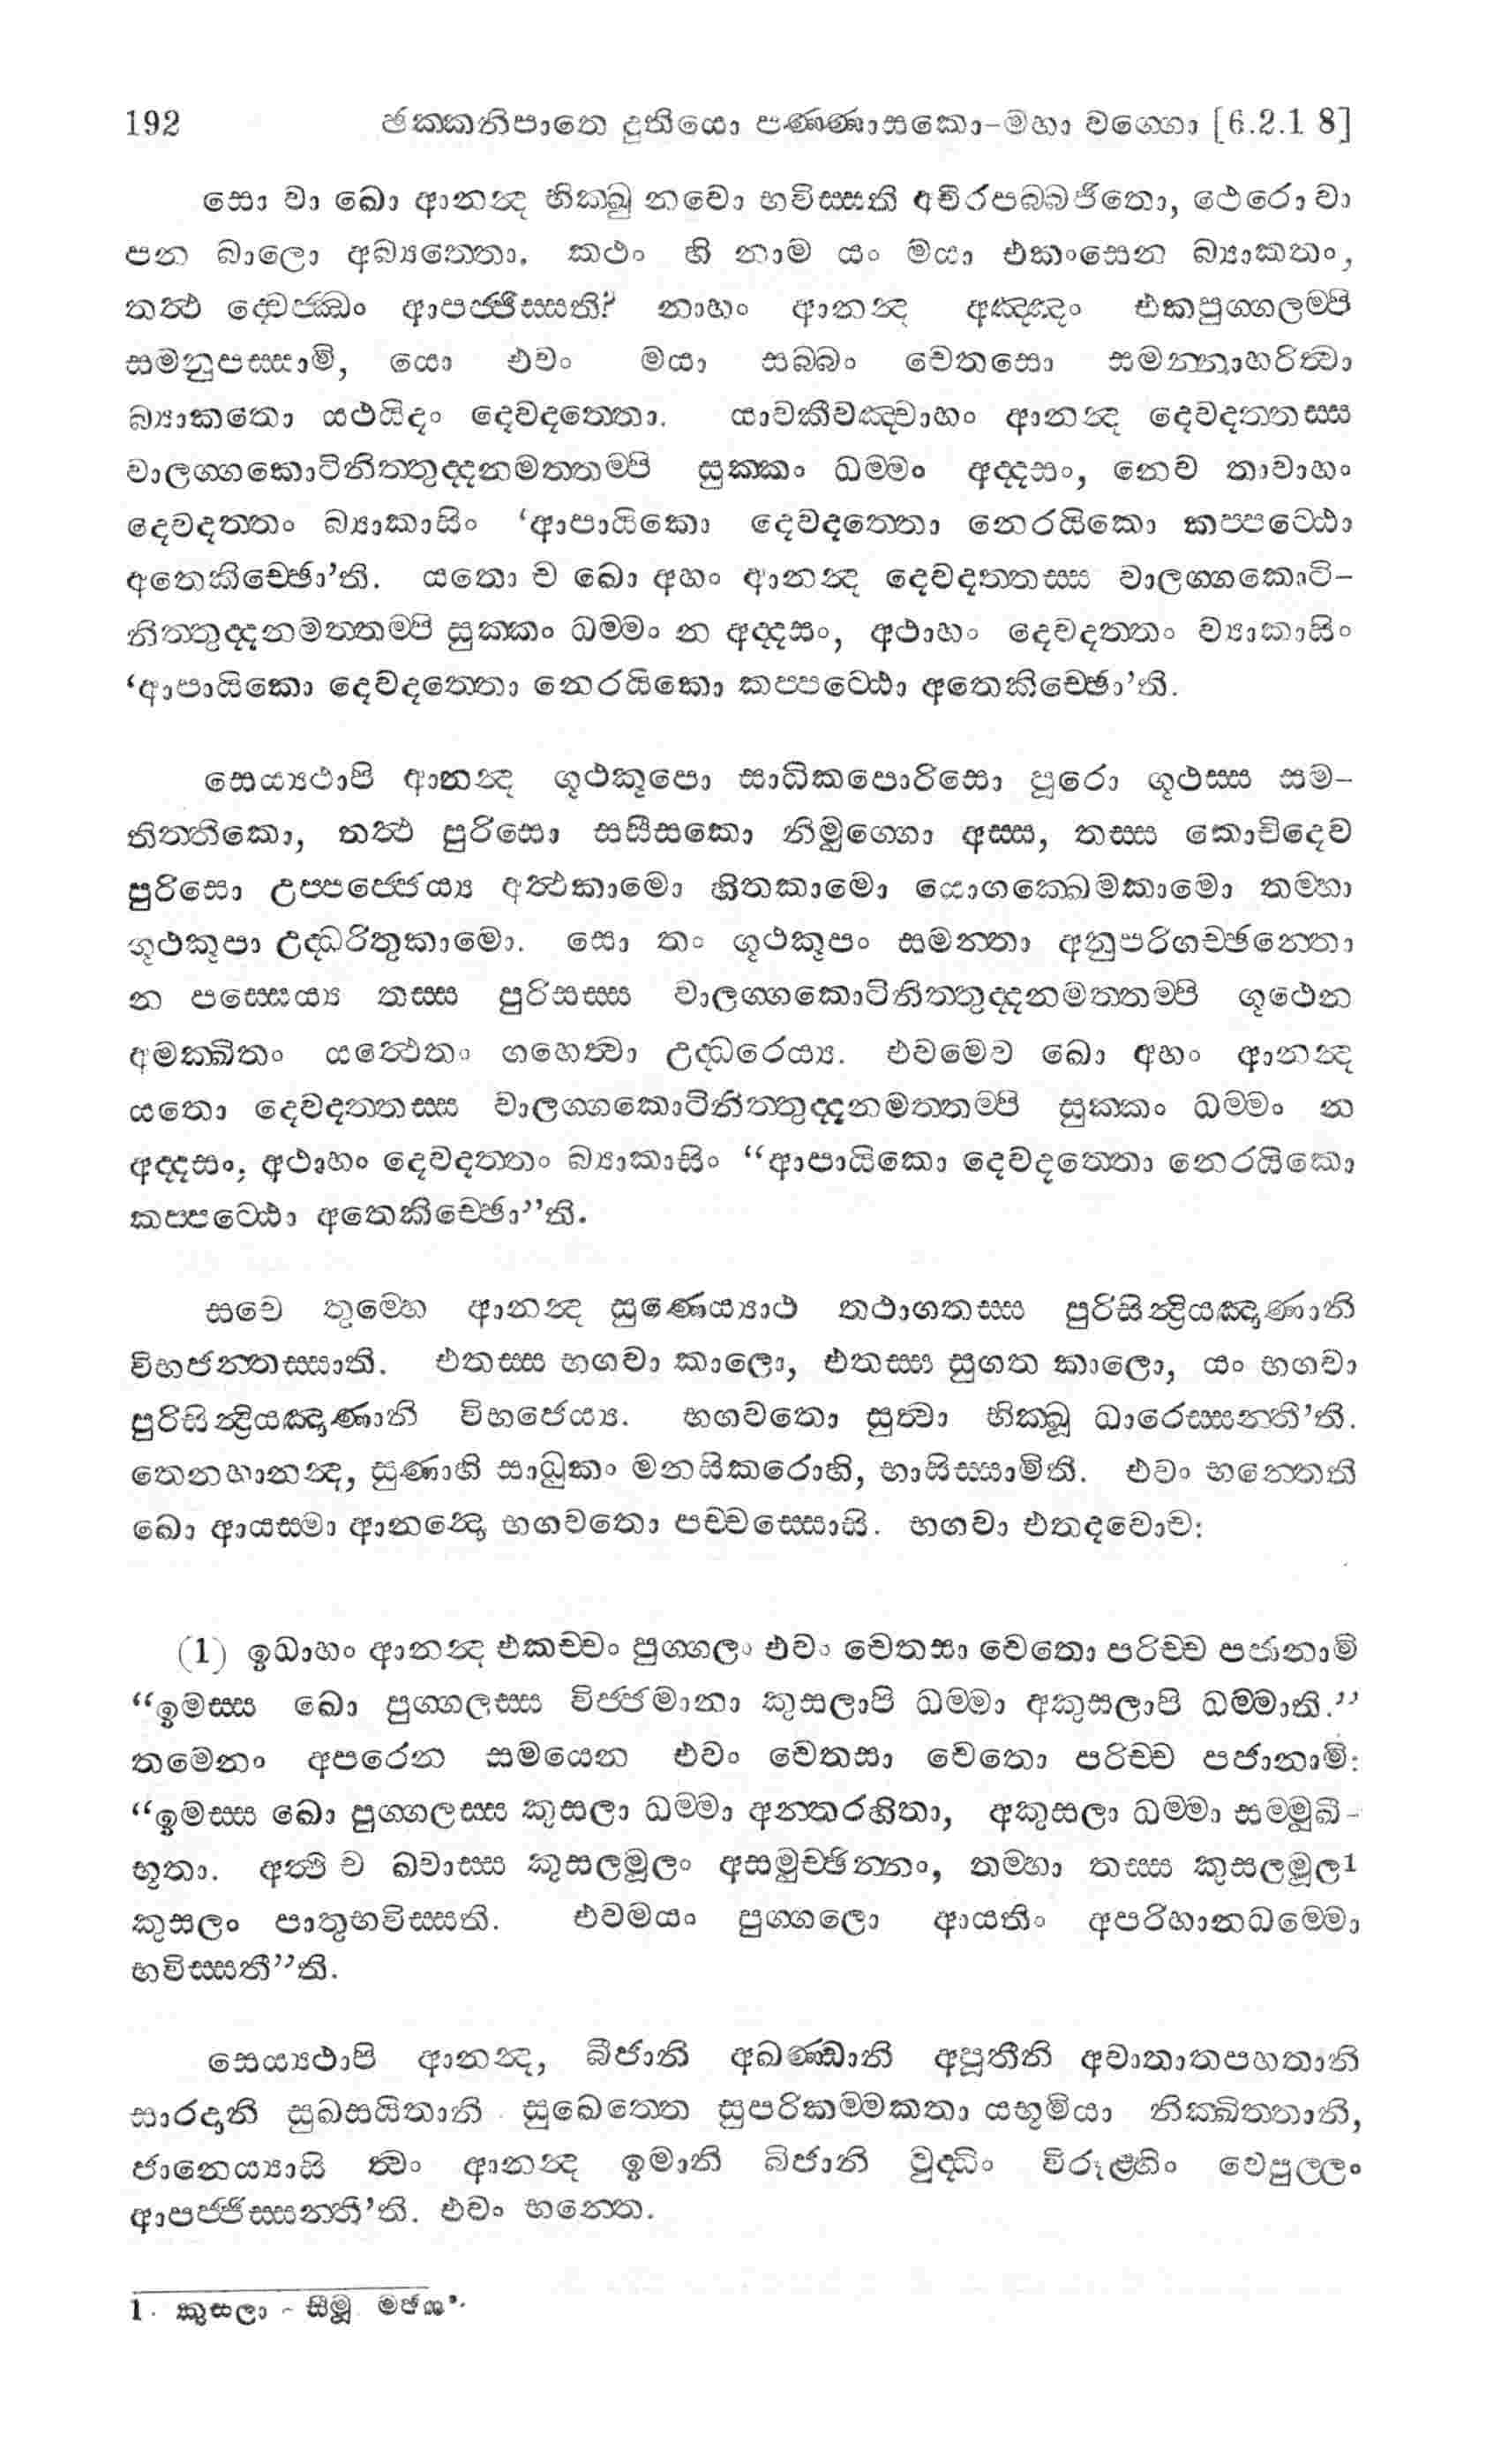 192 ඡක්කනිපාතෙ දුතියො පණ්ණාසකො-මහා වග්ගො [6.2.1 8]
සො වා ඛො ආනන්ද භික්ඛු නවො භවිස්සති අචිරපබ්බජිතො, ථෙරො වා
පන බාලො අබ්‍යත්තො. කථං හි නාම යං මයා එකංසෙන බ්‍යාකතං,
තත්‍ථ ද්වෙජ්ඣං ආපජ්ජිස්සති? නාහං ආනන්ද අඤ්ඤං එකපුග්ගලම්පි
සමනුපස්සාමි, යො එවං මයා සබ්බං චෙතසො සමන්නාහරිත්‍වා
බ්‍යාකතො යථයිදං දෙවදත්තො. යාවකීවඤ්චාහං ආනන්ද දෙවදත්තස්ස
වාලග්ගකොටිනිත්තුද්දනමත්තම්පි සුක්කං ධම්මං අද්දසං, නෙව තාවාහං
දෙවදත්තං බ්‍යාකාසිං ‘ආපායිකො දෙවදත්තො නෙරයිකො කප්පට්ඨො
අතෙකිච්ඡො’ති. යතො ච ඛො අහං ආනන්ද දෙවදත්තස්ස වාලග්ගකොටි-
නිත්තුද්දනමත්තම්පි සුක්කං ධම්මං න අද්දසං, අථාහං දෙවදත්තං ව්‍යාකාසිං
‘ආපායිකො දෙවදත්තො නෙරයිකො කප්පට්ඨො අතෙකිච්ඡො’ති.
සෙය්‍යථාපි ආනන්ද ගූථකූපො සාධිකපොරිසො පූරො ගූථස්ස සම-
තිත්තිකො, තත්‍ථ පුරිසො සසීසකො නිමුග්ගො අස්ස, තස්ස කොචිදෙව
පුරිසො උප්පජ්ජෙය්‍ය අත්‍ථකාමො හිතකාමො යොගක්ඛෙමකාමො තම්හා
ගූථකූපා උද්ධරිතුකාමො. සො තං ගූථකූපං සමන්තා අනුපරිගච්ඡන්තො
න පස්සෙය්‍ය තස්ස පුරිසස්ස වාලග්ගකොටිනිත්තුද්දනමත්තම්පි ගූථෙන
අමක්ඛිතං යත්‍ථෙතං ගහෙත්‍වා උද්ධරෙය්‍ය. එවමෙව ඛො අහං ආනන්ද
යතො දෙවදත්තස්ස වාලග්ගකොටිනිත්තුද්දනමත්තම්පි සුක්කං ධම්මං න
අද්දසං, අථාහං දෙවදත්තං බ්‍යාකාසිං “ආපායිකො දෙවදත්තො නෙරයිකො
කප්පට්ඨො අතෙකිච්ඡො”ති.
සචෙ තුම්හෙ ආනන්ද සුණෙය්‍යාථ තථාගතස්ස පුරිසින්ද්‍රියඤාණානි
විභජන්තස්සාති. එතස්ස භගවා කාලො, එතස්ස සුගත කාලො, යං භගවා
පුරිසින්ද්‍රියඤාණානි විභජෙය්‍ය. භගවතො සුත්‍වා භික්ඛූ ධාරෙස්සන්තී’ති.
තෙනහානන්ද, සුණාහි සාධුකං මනසිකරොහි, භාසිස්සාමිති. එවං භන්තෙති
ඛො ආයස්මා ආනන්දො භගවතො පච්චස්සොසි. භගවා එතදවොච:
(1) ඉධාහං ආනන්ද එකච්චං පුග්ගලං එවං චෙතසා චෙතො පරිච්ච පජානාමි
“ඉමස්ස ඛො පුග්ගලස්ස විජ්ජමානා කුසලාපි ධම්මා අකුසලාපි ධම්මාති.”
තමෙනං අපරෙන සමයෙන එවං චෙතසා චෙතො පරිච්ච පජානාමි:
“ඉමස්ස ඛො පුග්ගලස්ස කුසලා ධම්මා අන්තරහිතා, අකුසලා ධම්මා සම්මුඛී-
භූතා. අත්‍ථි ච ඛ්වාස්ස කුසලමූලං අසමුච්ඡින්නං, තම්හා තස්ස කුසලමූල1
කුසලං පාතුභවිස්සති. එවමයං පුග්ගලො ආයතිං අපරිහානධම්මො
භවිස්සතී”ති.
සෙය්‍යථාපි ආනන්ද, බීජානි අඛණ්ඩානි අපූතීනි අවාතාතපහතානි
සාරදානි සුඛසයිතානි සුඛෙත්තෙ සුපරිකම්මකතා යභූමියා නික්ඛිත්තානි,
ජානෙය්‍යාසි ත්‍වං ආනන්ද ඉමානි බිජානි වුද්ධිං විරූළ්හිං වෙපුල්ලං
ආපජ්ජිස්සන්තී’ති. එවං භන්තෙ.
1. කුසලා - සීමු මජසං.